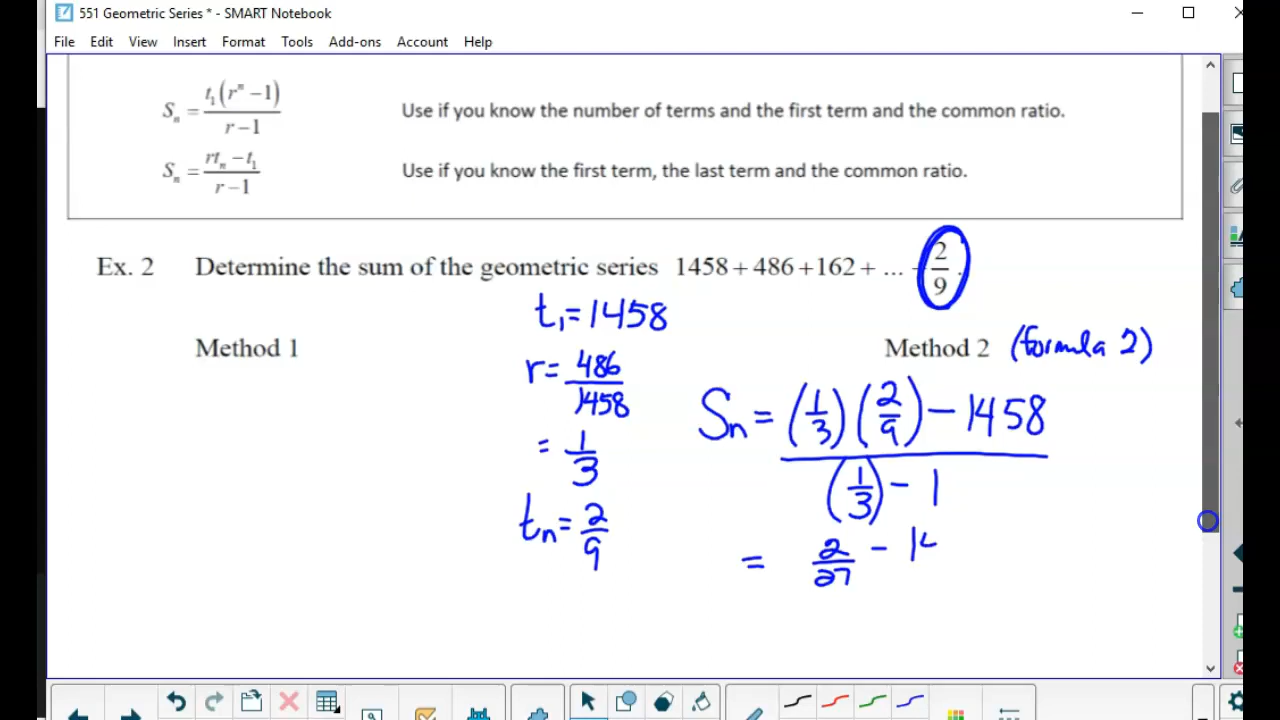 551 Geometric Series * - SMART Notebook
File Edit View Insert Format Tools Add-ons Account Help
Sₙ = t₁(rⁿ – 1) / (r – 1) Use if you know the number of terms and the first term and the common ratio.
Sₙ = (rtₙ – t₁) / (r – 1) Use if you know the first term, the last term and the common ratio.
Ex. 2 Determine the sum of the geometric series 1458 + 486 + 162 + ... + 2/9.
t₁ = 1458
Method 1
r = 486/1458
= 1/3
tₙ = 2/9
Method 2 (formula 2)
Sₙ = ((1/3)(2/9) – 1458) / ((1/3) – 1)
= 2/27 – 14